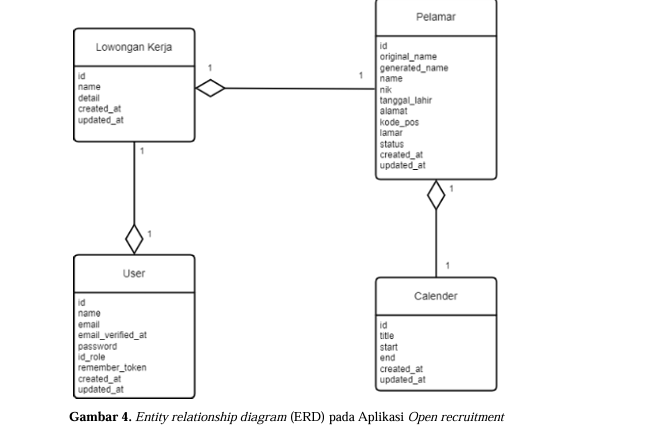 Pelamar
id
original_name
generated_name
name
nik
tanggal_lahir
alamat
kode_pos
lamar
status
created_at
updated_at
Lowongan Kerja
id
name
detail
created_at
updated_at
1
1
1
1
1
1
User
id
name
email
email_verified_at
password
id_role
remember_token
created_at
updated_at
Calender
id
title
start
end
created_at
updated_at
Gambar 4. Entity relationship diagram (ERD) pada Aplikasi Open recruitment